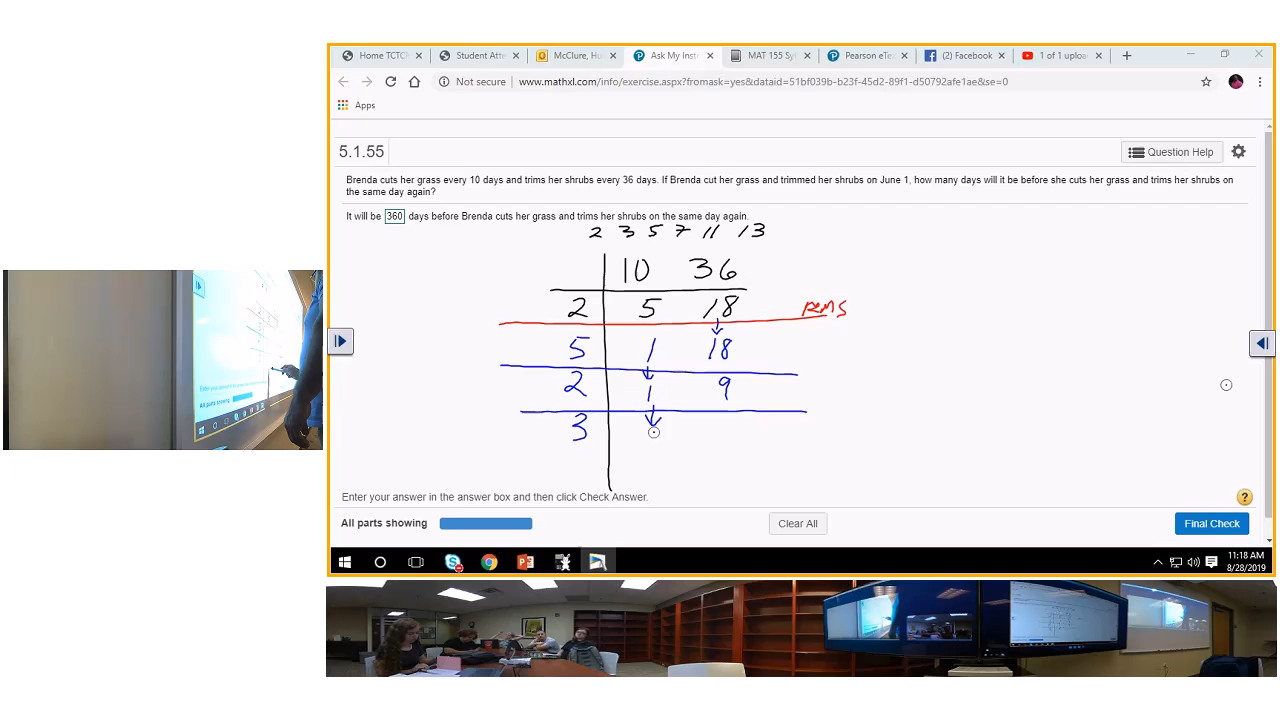 Home TCTC
Student Atte
McClure, Ho
Ask My Inst
MAT 155 Syl
Pearson eTe
(2) Facebook
1 of 1 uploa
Not secure
www.mathxl.com/info/exercise.aspx?fromask=yes&dataid=51bf039b-b23f-45d2-89f1-d50792afe1ae&se=0
Apps
5.1.55
Question Help
Brenda cuts her grass every 10 days and trims her shrubs every 36 days. If Brenda cut her grass and trimmed her shrubs on June 1, how many days will it be before she cuts her grass and trims her shrubs on
the same day again?
It will be 360 days before Brenda cuts her grass and trims her shrubs on the same day again.
2 3 5 7 11 13
10 36
2 5 18
5 1 18
2 1 9
3
Enter your answer in the answer box and then click Check Answer.
All parts showing
Clear All
Final Check
11:18 AM
8/28/2019
All parts showing